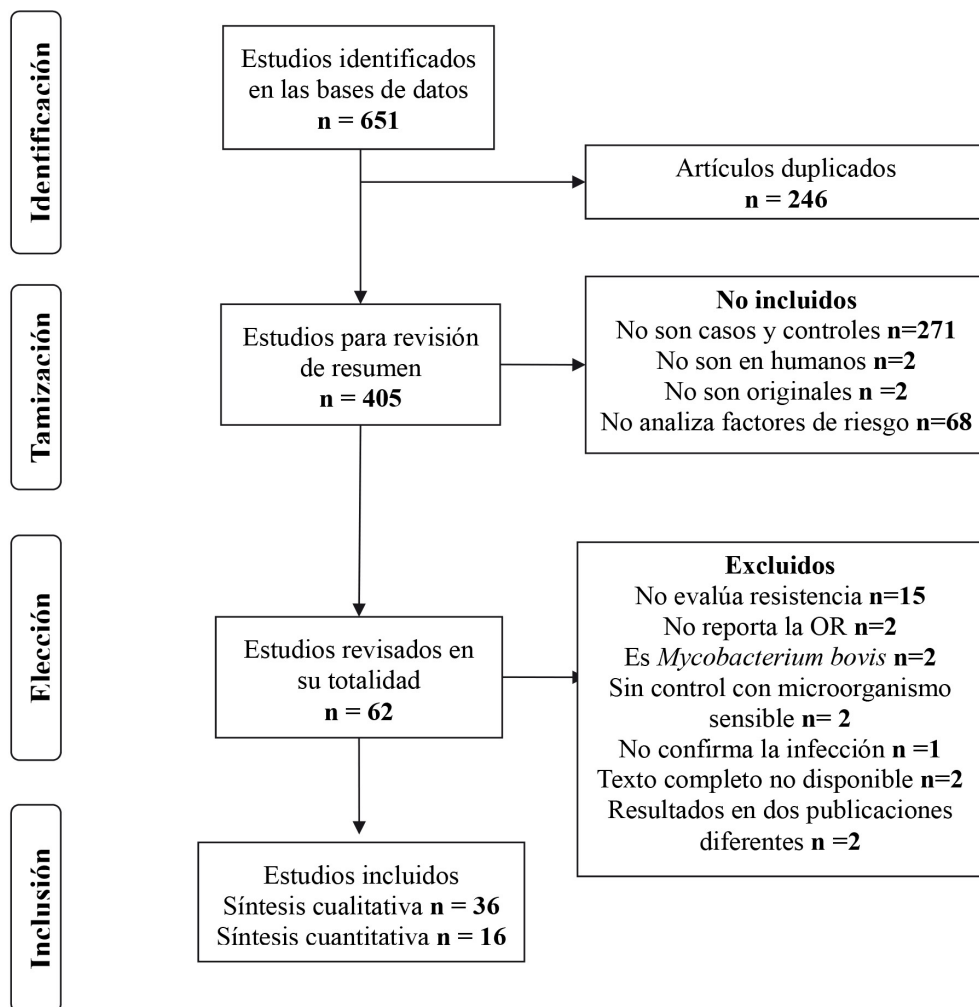 Identificación
Estudios identificados
en las bases de datos
n = 651
Artículos duplicados
n = 246
Tamización
Estudios para revisión
de resumen
n = 405
No incluidos
No son casos y controles n=271
No son en humanos n=2
No son originales n =2
No analiza factores de riesgo n=68
Elección
Estudios revisados en
su totalidad
n = 62
Excluidos
No evalúa resistencia n=15
No reporta la OR n=2
Es Mycobacterium bovis n=2
Sin control con microorganismo
sensible n= 2
No confirma la infección n =1
Texto completo no disponible n=2
Resultados en dos publicaciones
diferentes n =2
Inclusión
Estudios incluidos
Síntesis cualitativa n = 36
Síntesis cuantitativa n = 16